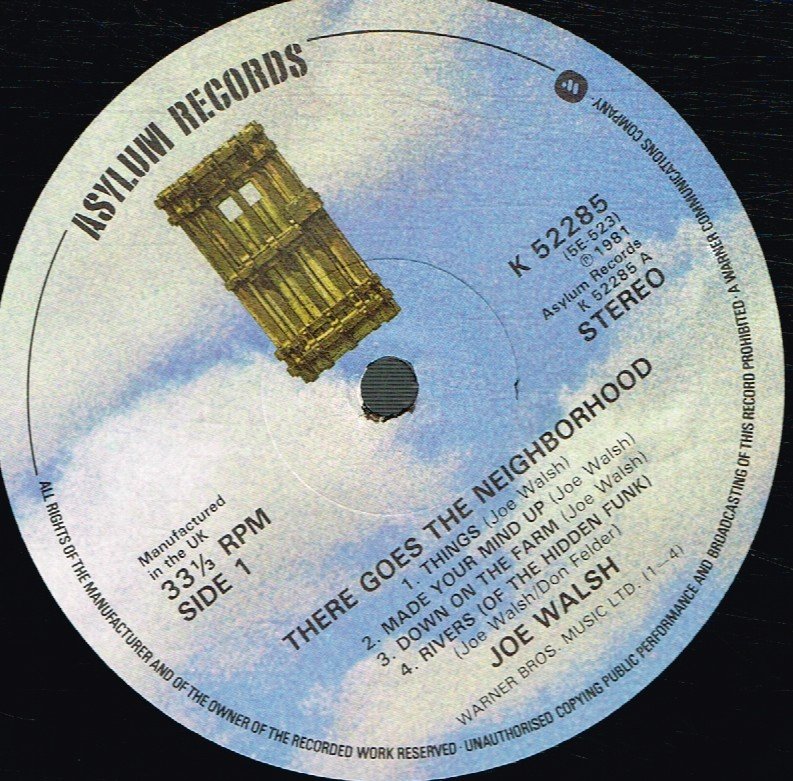 ASYLUM RECORDS
K 52285
(5E-523)
℗ 1981
Asylum Records
K 52285 A
STEREO
Manufactured
in the UK
33⅓ RPM
SIDE 1
THERE GOES THE NEIGHBORHOOD
1. THINGS (Joe Walsh)
2. MADE YOUR MIND UP (Joe Walsh)
3. DOWN ON THE FARM (Joe Walsh)
4. RIVERS (OF THE HIDDEN FUNK)
(Joe Walsh/Don Felder)
JOE WALSH
WARNER BROS. MUSIC LTD. (1—4)
ALL RIGHTS OF THE MANUFACTURER AND OF THE OWNER OF THE RECORDED WORK RESERVED · UNAUTHORISED COPYING PUBLIC PERFORMANCE AND BROADCASTING OF THIS RECORD PROHIBITED · A WARNER COMMUNICATIONS COMPANY